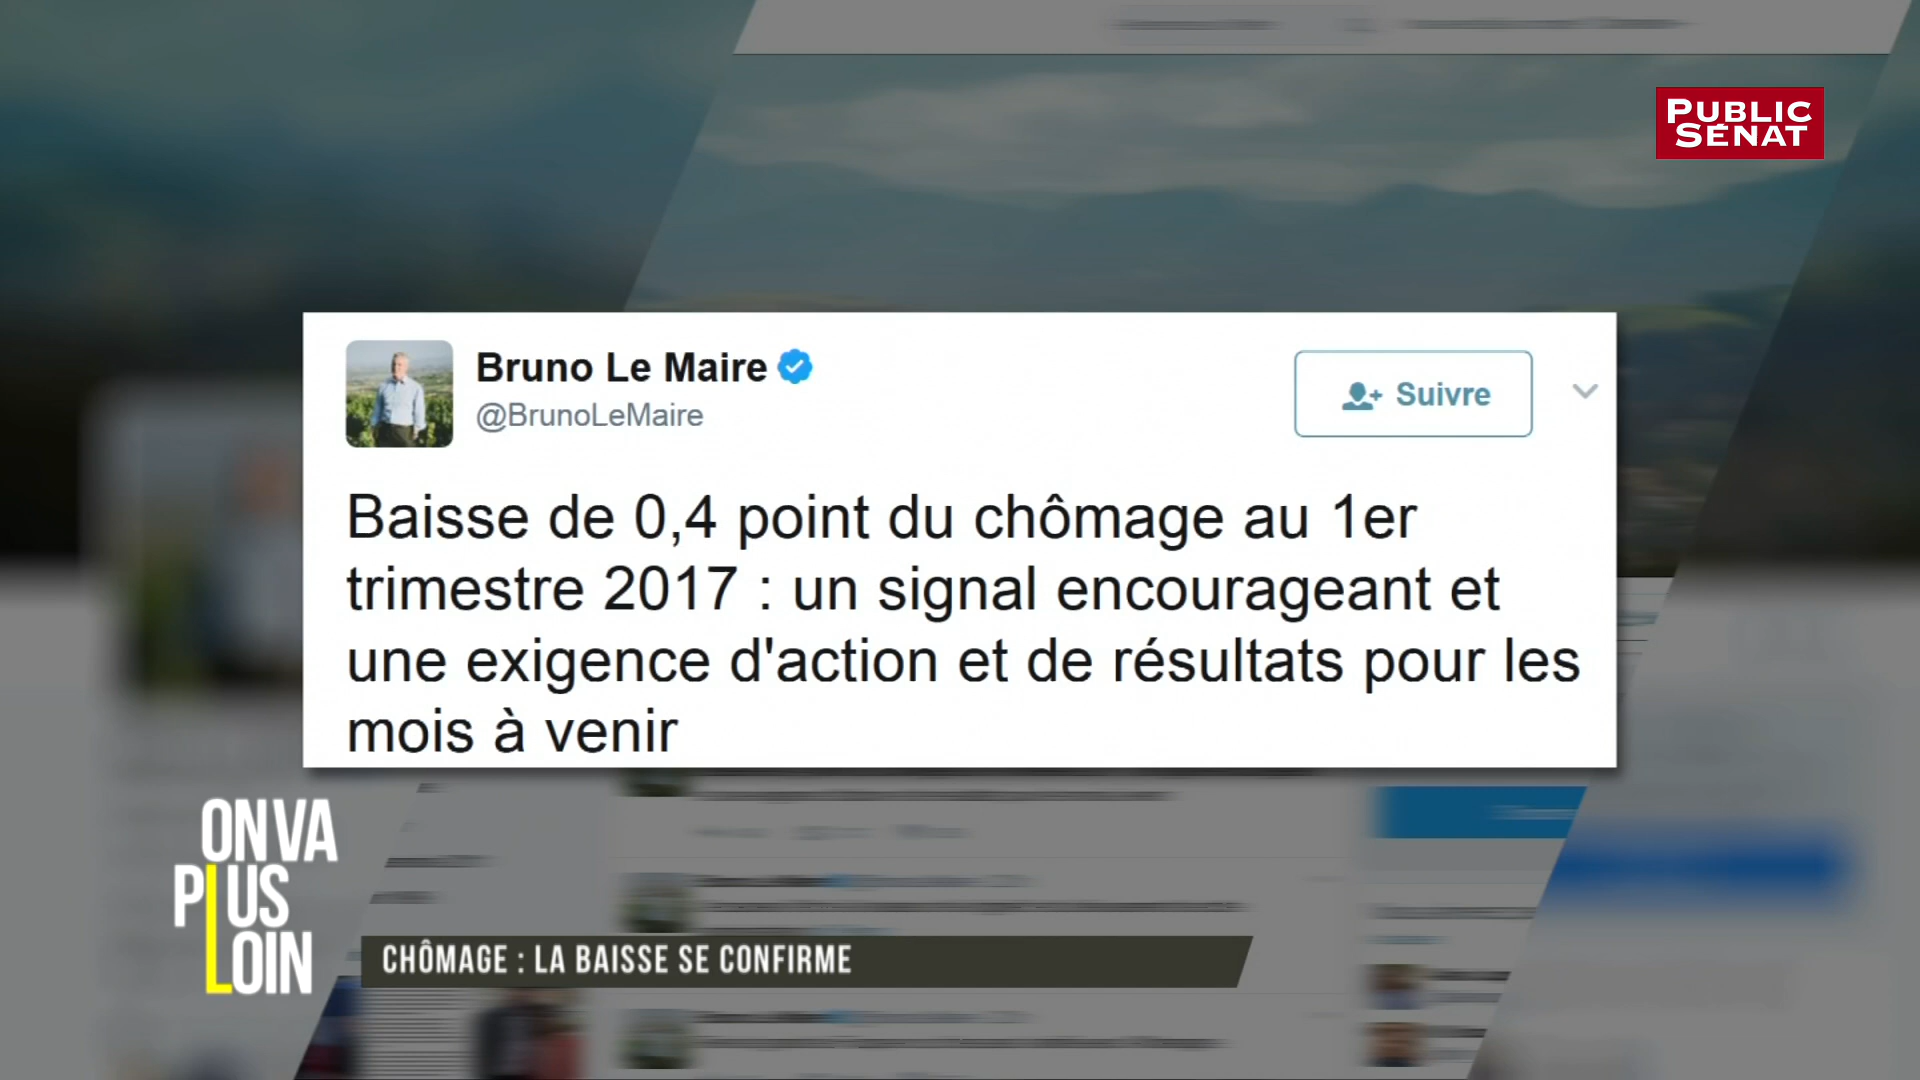 PUBLIC
SÉNAT
Bruno Le Maire
@BrunoLeMaire
Suivre
Baisse de 0,4 point du chômage au 1er
trimestre 2017 : un signal encourageant et
une exigence d'action et de résultats pour les
mois à venir
ON VA
PLUS
LOIN
CHÔMAGE : LA BAISSE SE CONFIRME